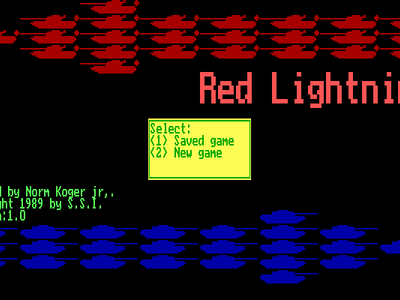 Red Lightnin
Select:
(1) Saved game
(2) New game
d by Norm Koger jr,.
ght 1989 by S.S.I.
n:1.0